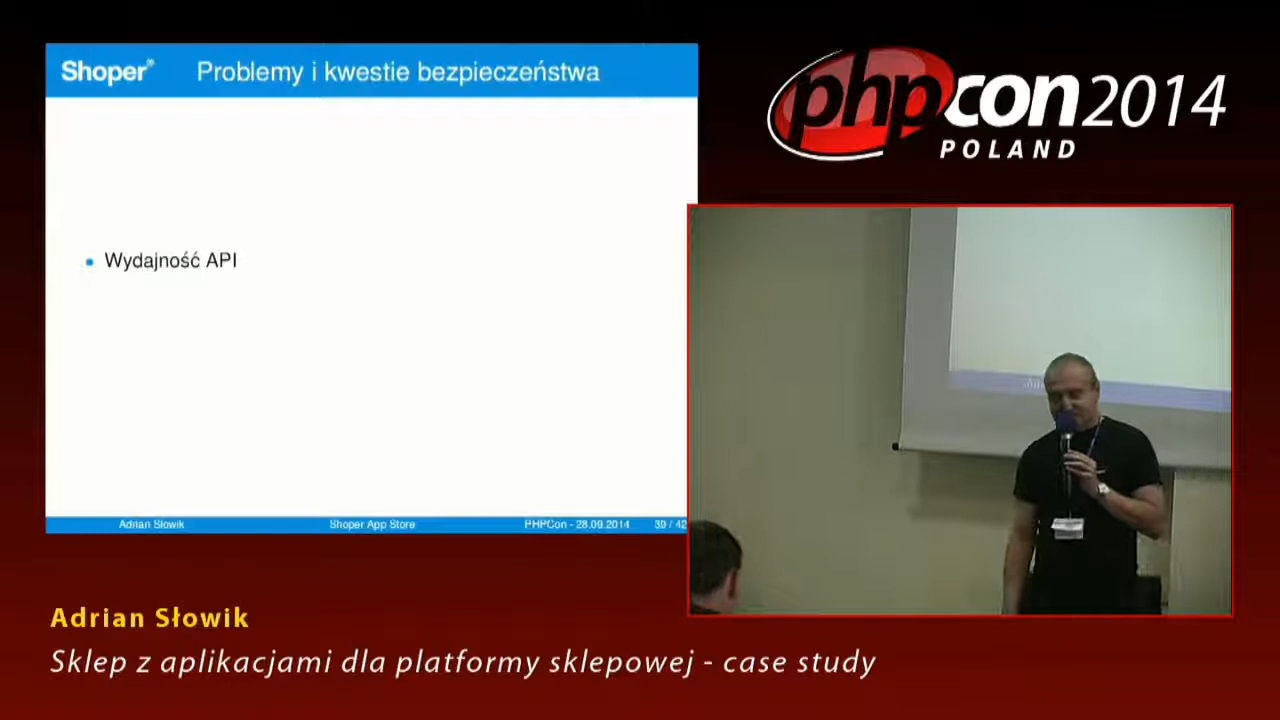 Shoper®
Problemy i kwestie bezpieczeństwa
Wydajność API
Adrian Słowik
Shoper App Store
PHPCon - 28.09.2014
39 / 42
phpcon2014
POLAND
Adrian Słowik
Sklep z aplikacjami dla platformy sklepowej - case study